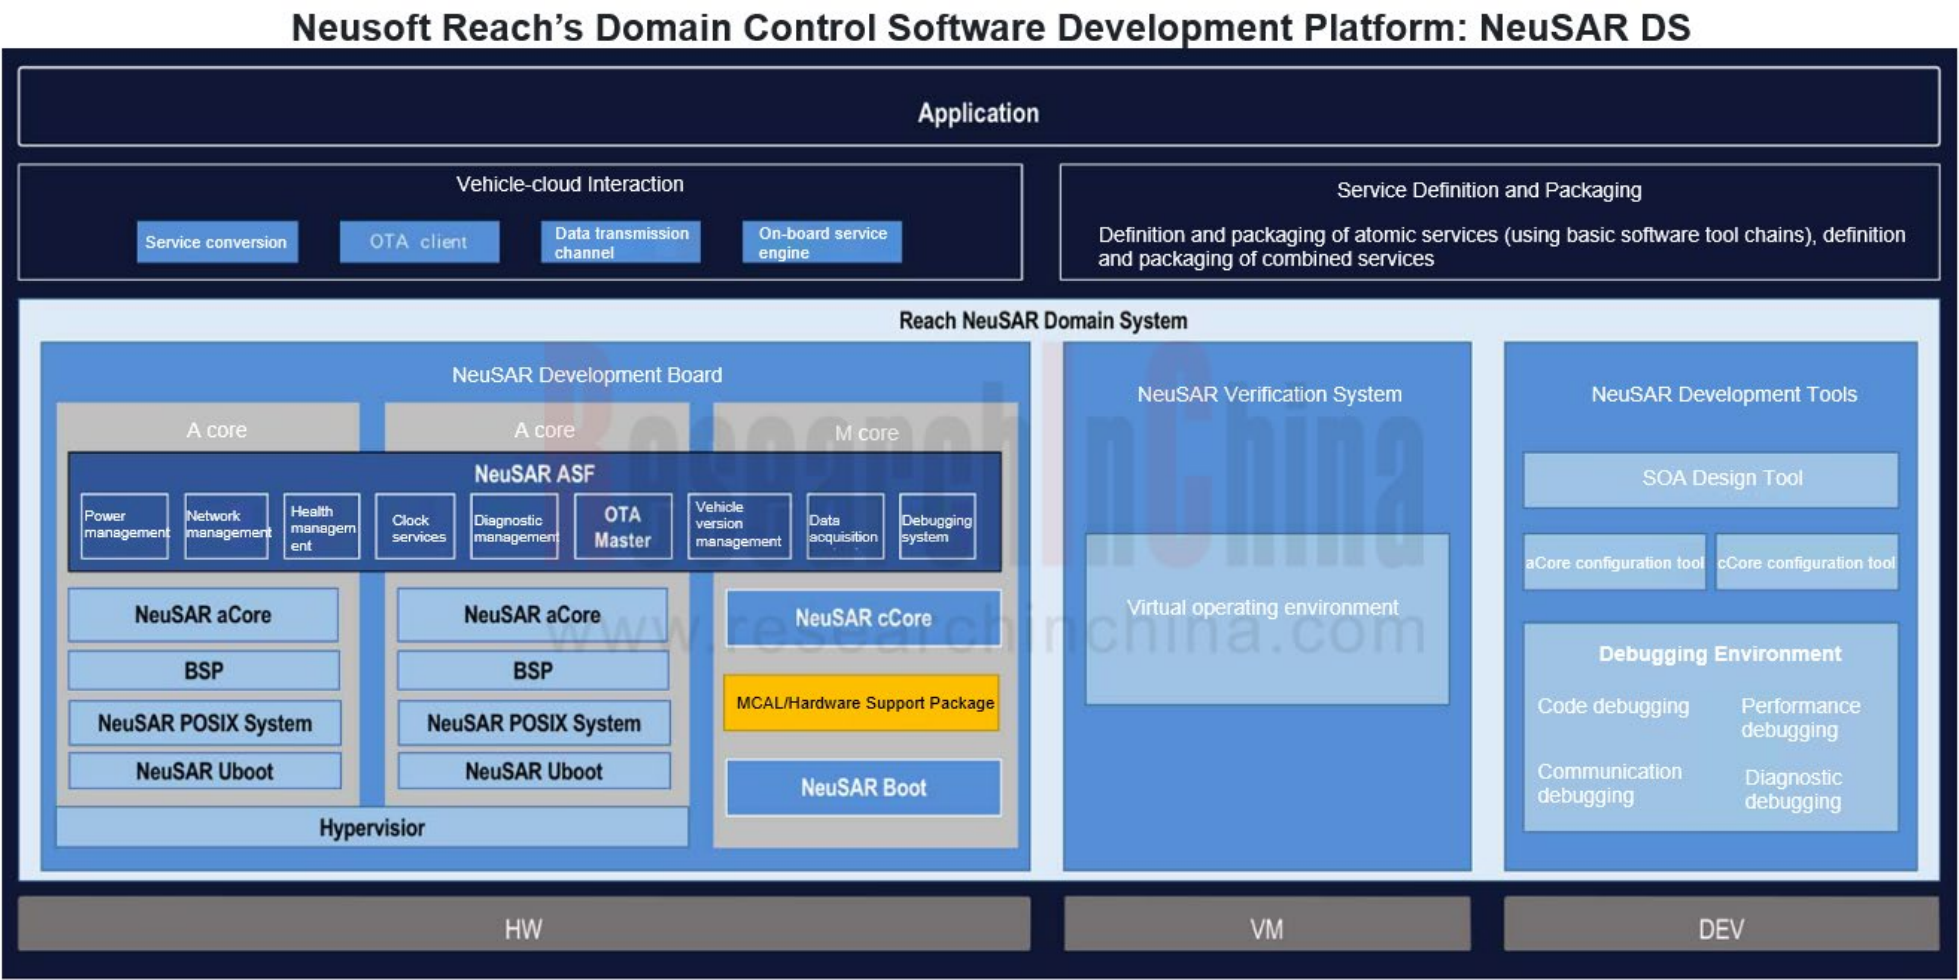 Neusoft Reach’s Domain Control Software Development Platform: NeuSAR DS
Application
Vehicle-cloud Interaction
Service conversion
OTA client
Data transmission
channel
On-board service
engine
Service Definition and Packaging
Definition and packaging of atomic services (using basic software tool chains), definition
and packaging of combined services
Reach NeuSAR Domain System
NeuSAR Development Board
A core
A core
M core
NeuSAR ASF
Power
management
Network
management
Health
managem
ent
Clock
services
Diagnostic
management
OTA
Master
Vehicle
version
management
Data
acquisition
Debugging
system
NeuSAR aCore
BSP
NeuSAR POSIX System
NeuSAR Uboot
NeuSAR aCore
BSP
NeuSAR POSIX System
NeuSAR Uboot
Hypervisior
NeuSAR cCore
MCAL/Hardware Support Package
NeuSAR Boot
NeuSAR Verification System
Virtual operating environment
NeuSAR Development Tools
SOA Design Tool
aCore configuration tool
cCore configuration tool
Debugging Environment
Code debugging
Performance
debugging
Communication
debugging
Diagnostic
debugging
ResearchInChina
www.researchinchina.com
HW
VM
DEV